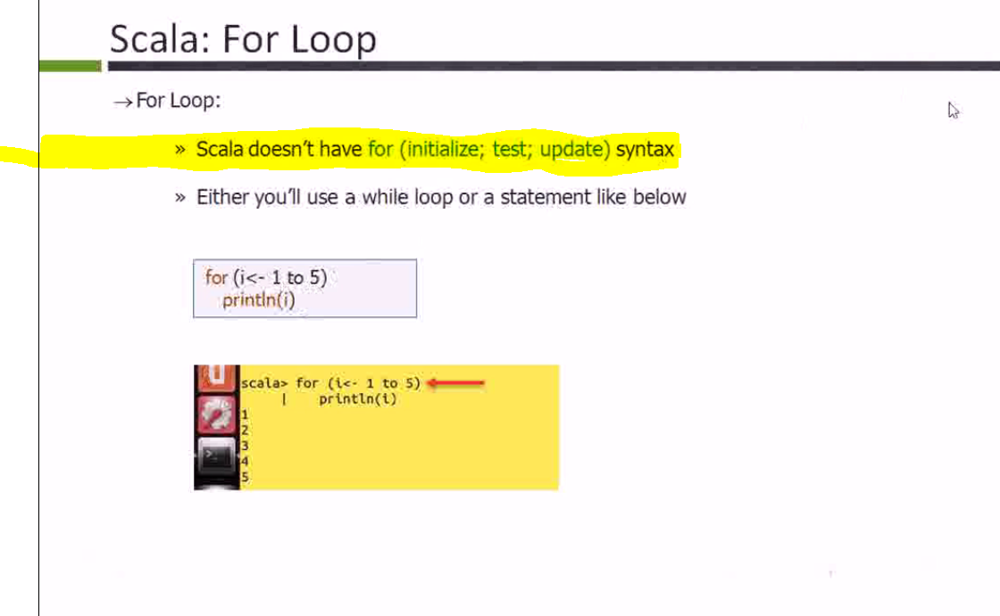 Scala: For Loop
→ For Loop:
» Scala doesn't have for (initialize; test; update) syntax
» Either you'll use a while loop or a statement like below
for (i<- 1 to 5)
println(i)
scala> for (i<- 1 to 5)
| println(i)
1
2
3
4
5